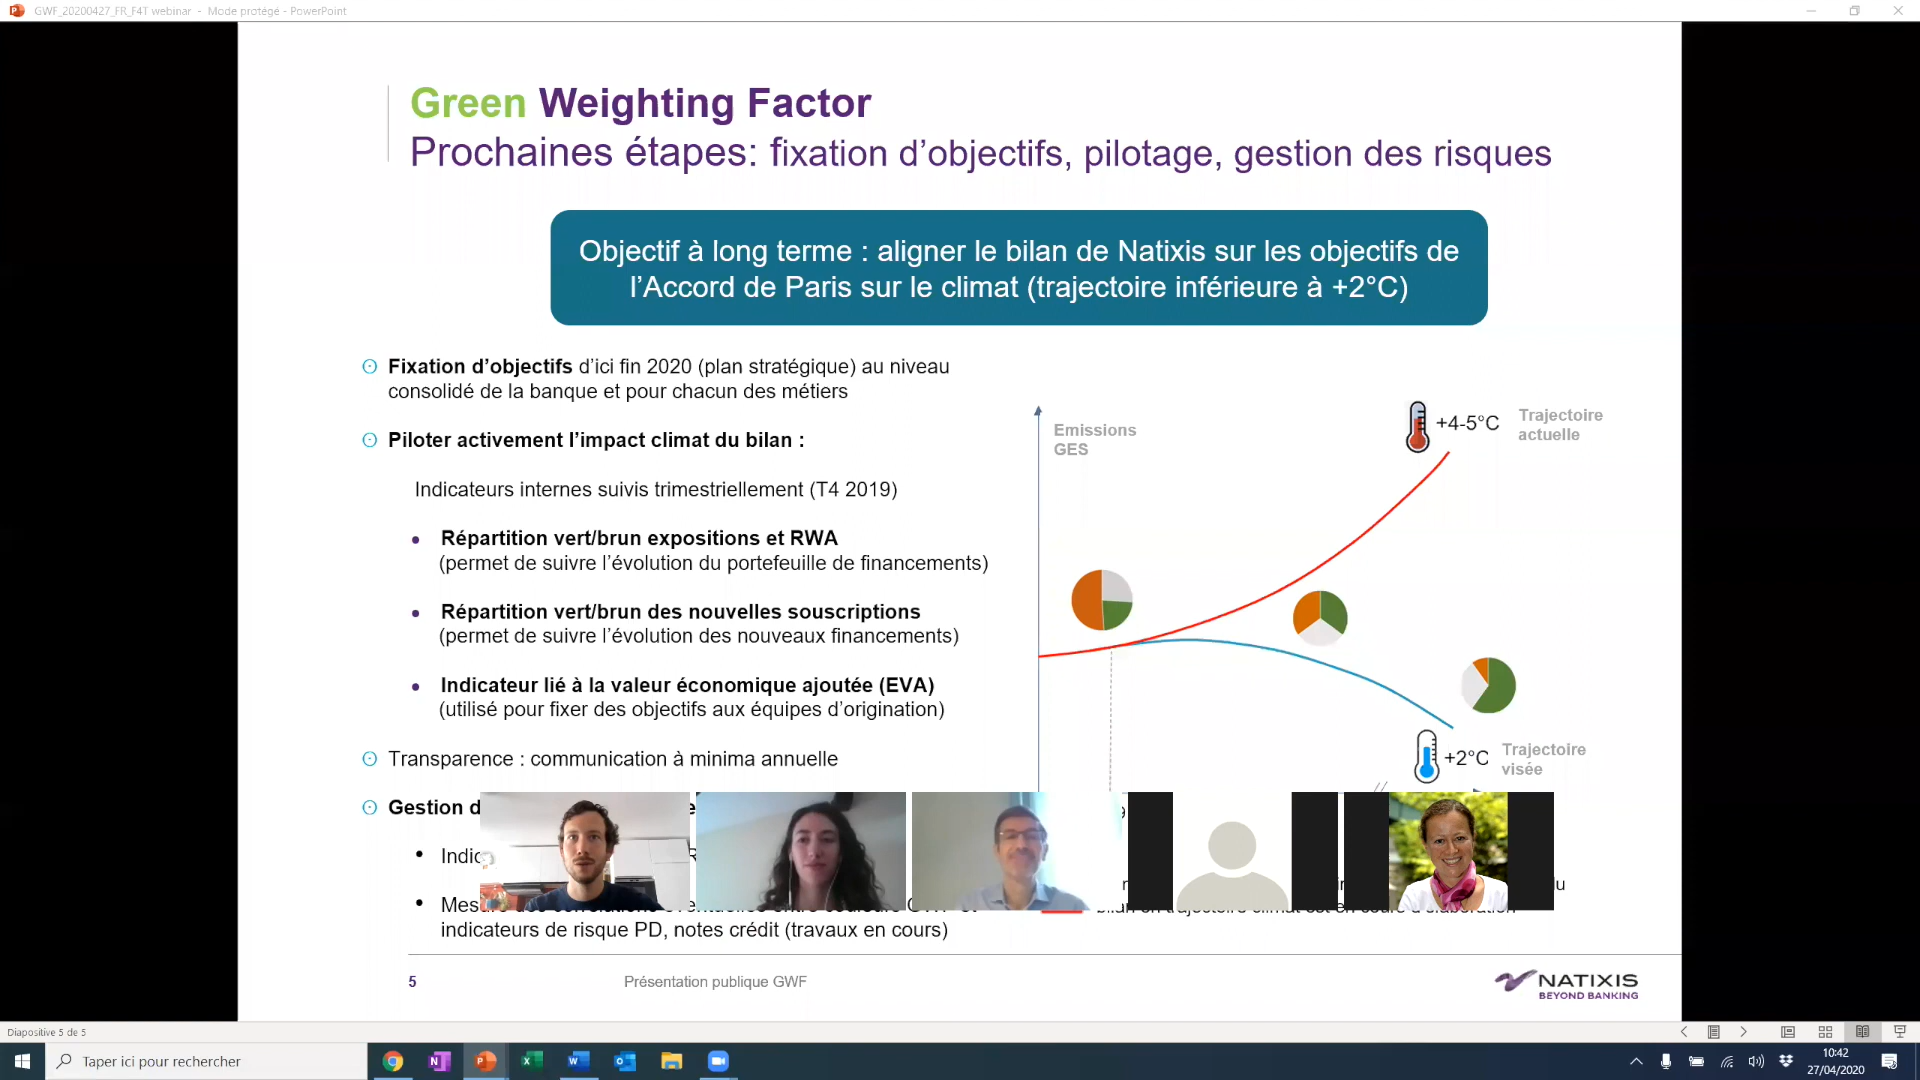 GWF_20200427_FR_F4T webinar - Mode protégé - PowerPoint
Green Weighting Factor
Prochaines étapes: fixation d’objectifs, pilotage, gestion des risques
Objectif à long terme : aligner le bilan de Natixis sur les objectifs de
l’Accord de Paris sur le climat (trajectoire inférieure à +2°C)
Fixation d’objectifs d’ici fin 2020 (plan stratégique) au niveau
consolidé de la banque et pour chacun des métiers
Piloter activement l’impact climat du bilan :
Indicateurs internes suivis trimestriellement (T4 2019)
Répartition vert/brun expositions et RWA
(permet de suivre l’évolution du portefeuille de financements)
Répartition vert/brun des nouvelles souscriptions
(permet de suivre l’évolution des nouveaux financements)
Indicateur lié à la valeur économique ajoutée (EVA)
(utilisé pour fixer des objectifs aux équipes d’origination)
Transparence : communication à minima annuelle
Gestion d
indicateurs de risque PD, notes crédit (travaux en cours)
Emissions
GES
+4-5°C
Trajectoire
actuelle
+2°C
Trajectoire
visée
5
Présentation publique GWF
NATIXIS
BEYOND BANKING
Diapositive 5 de 5
Taper ici pour rechercher
10:42
27/04/2020